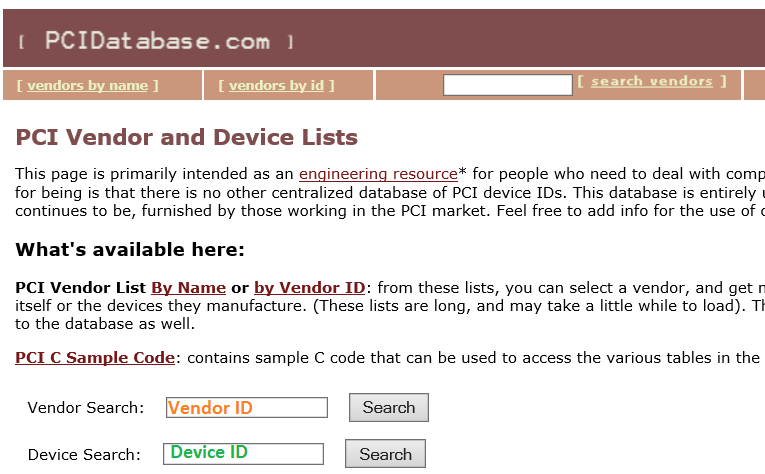 [ PCIDatabase.com ]
[ vendors by name ] [ vendors by id ] [ search vendors ]
PCI Vendor and Device Lists
This page is primarily intended as an engineering resource* for people who need to deal with comp
for being is that there is no other centralized database of PCI device IDs. This database is entirely
continues to be, furnished by those working in the PCI market. Feel free to add info for the use of
What's available here:
PCI Vendor List By Name or by Vendor ID: from these lists, you can select a vendor, and get
itself or the devices they manufacture. (These lists are long, and may take a little while to load). Th
to the database as well.
PCI C Sample Code: contains sample C code that can be used to access the various tables in the
Vendor Search: Vendor ID Search
Device Search: Device ID Search